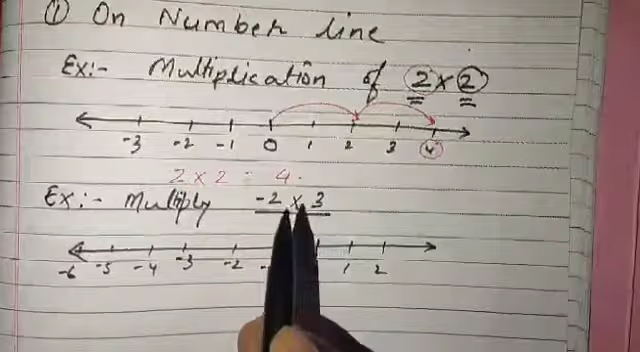 ① On Number line
Ex:- Multiplication of 2 x 2
-3 -2 -1 0 1 2 3 4
2 x 2 = 4.
Ex:- Multiply -2 x 3
-6 -5 -4 -3 -2 1 2